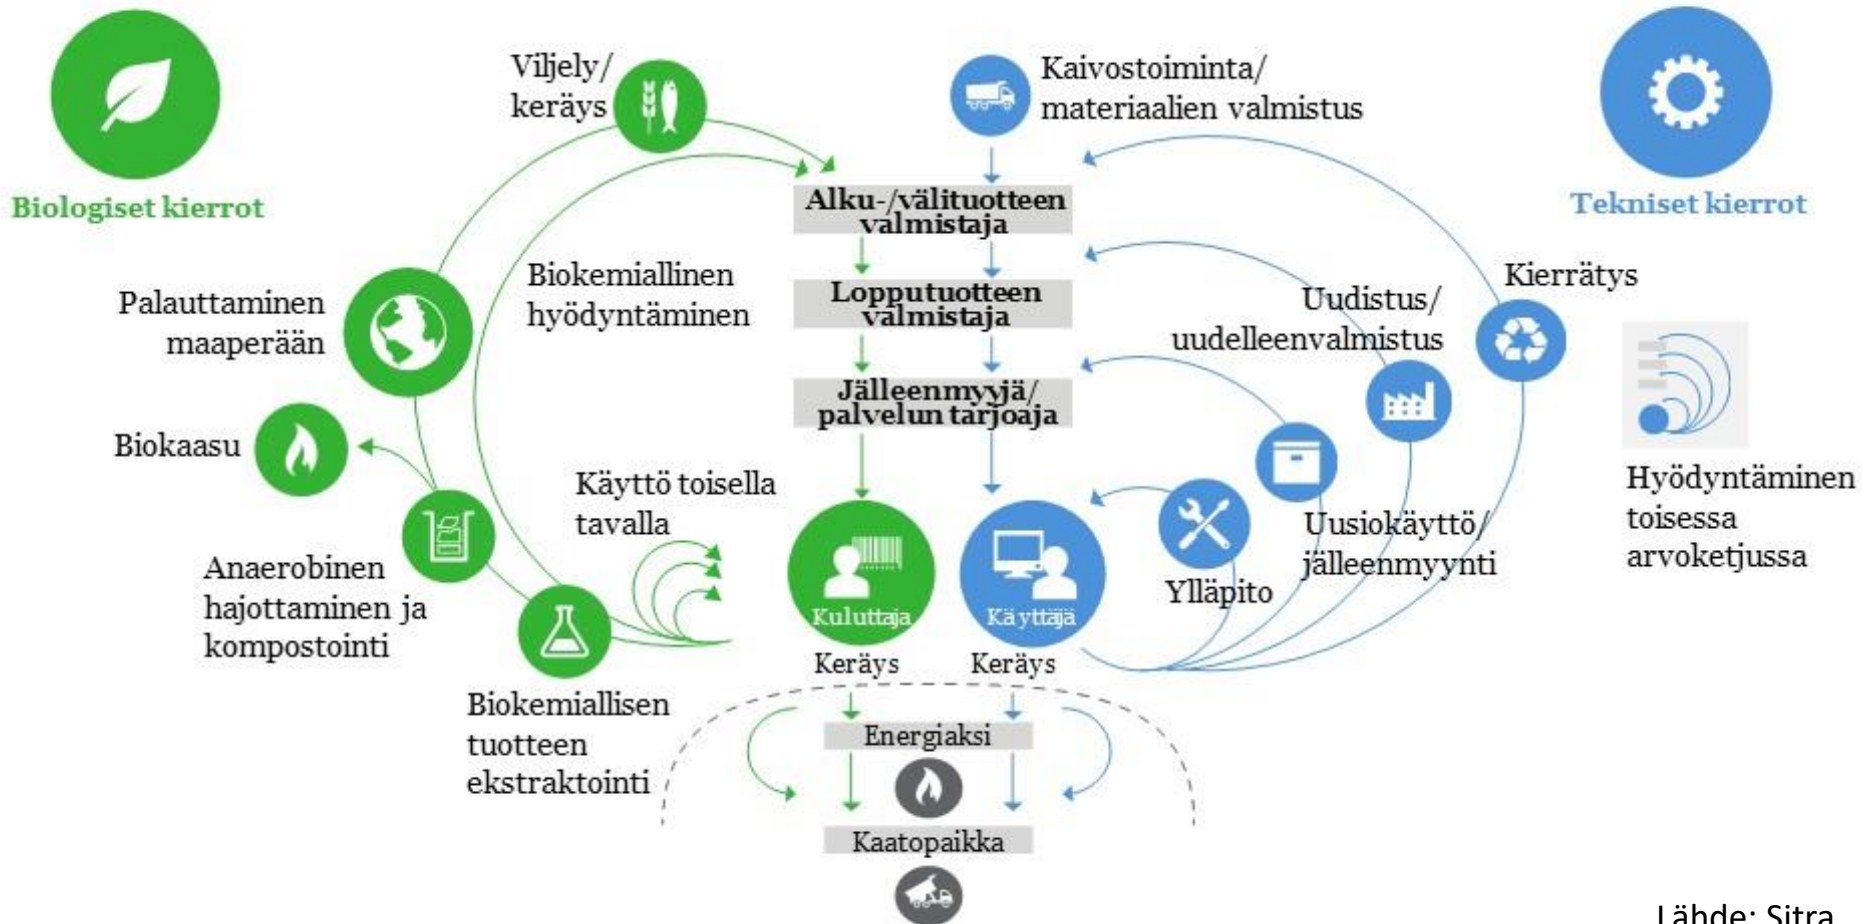 Biologiset kierrot
Viljely/
keräys
Kaivostoiminta/
materiaalien valmistus
Tekniset kierrot
Alku-/välituotteen
valmistaja
Lopputuotteen
valmistaja
Jälleenmyyjä/
palvelun tarjoaja
Palauttaminen
maaperään
Biokemiallinen
hyödyntäminen
Biokaasu
Käyttö toisella
tavalla
Anaerobinen
hajottaminen ja
kompostointi
Biokemiallisen
tuotteen
ekstraktointi
Kierrätys
Uudistus/
uudelleenvalmistus
Uusiokäyttö/
jälleenmyynti
Ylläpito
Hyödyntäminen
toisessa
arvoketjussa
Kuluttaja
Käyttäjä
Keräys
Keräys
Energiaksi
Kaatopaikka
Lähde: Sitra